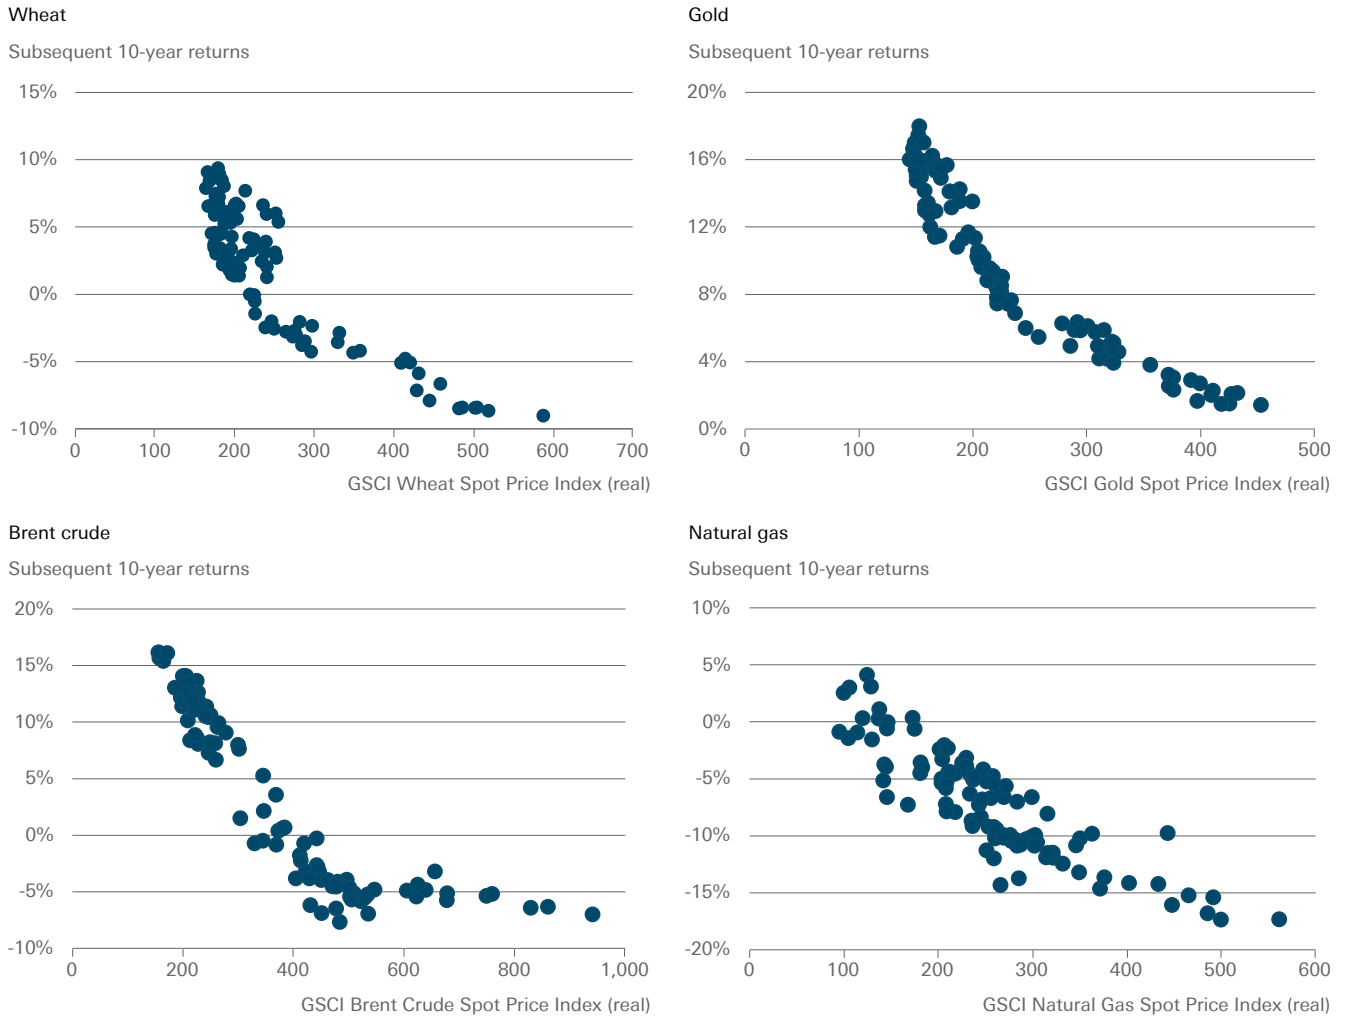 Wheat
Subsequent 10-year returns
15%
10%
5%
0%
-5%
-10%
0 100 200 300 400 500 600 700
GSCI Wheat Spot Price Index (real)
Gold
Subsequent 10-year returns
20%
16%
12%
8%
4%
0%
0 100 200 300 400 500
GSCI Gold Spot Price Index (real)
Brent crude
Subsequent 10-year returns
20%
15%
10%
5%
0%
-5%
-10%
0 200 400 600 800 1,000
GSCI Brent Crude Spot Price Index (real)
Natural gas
Subsequent 10-year returns
10%
5%
0%
-5%
-10%
-15%
-20%
0 100 200 300 400 500 600
GSCI Natural Gas Spot Price Index (real)